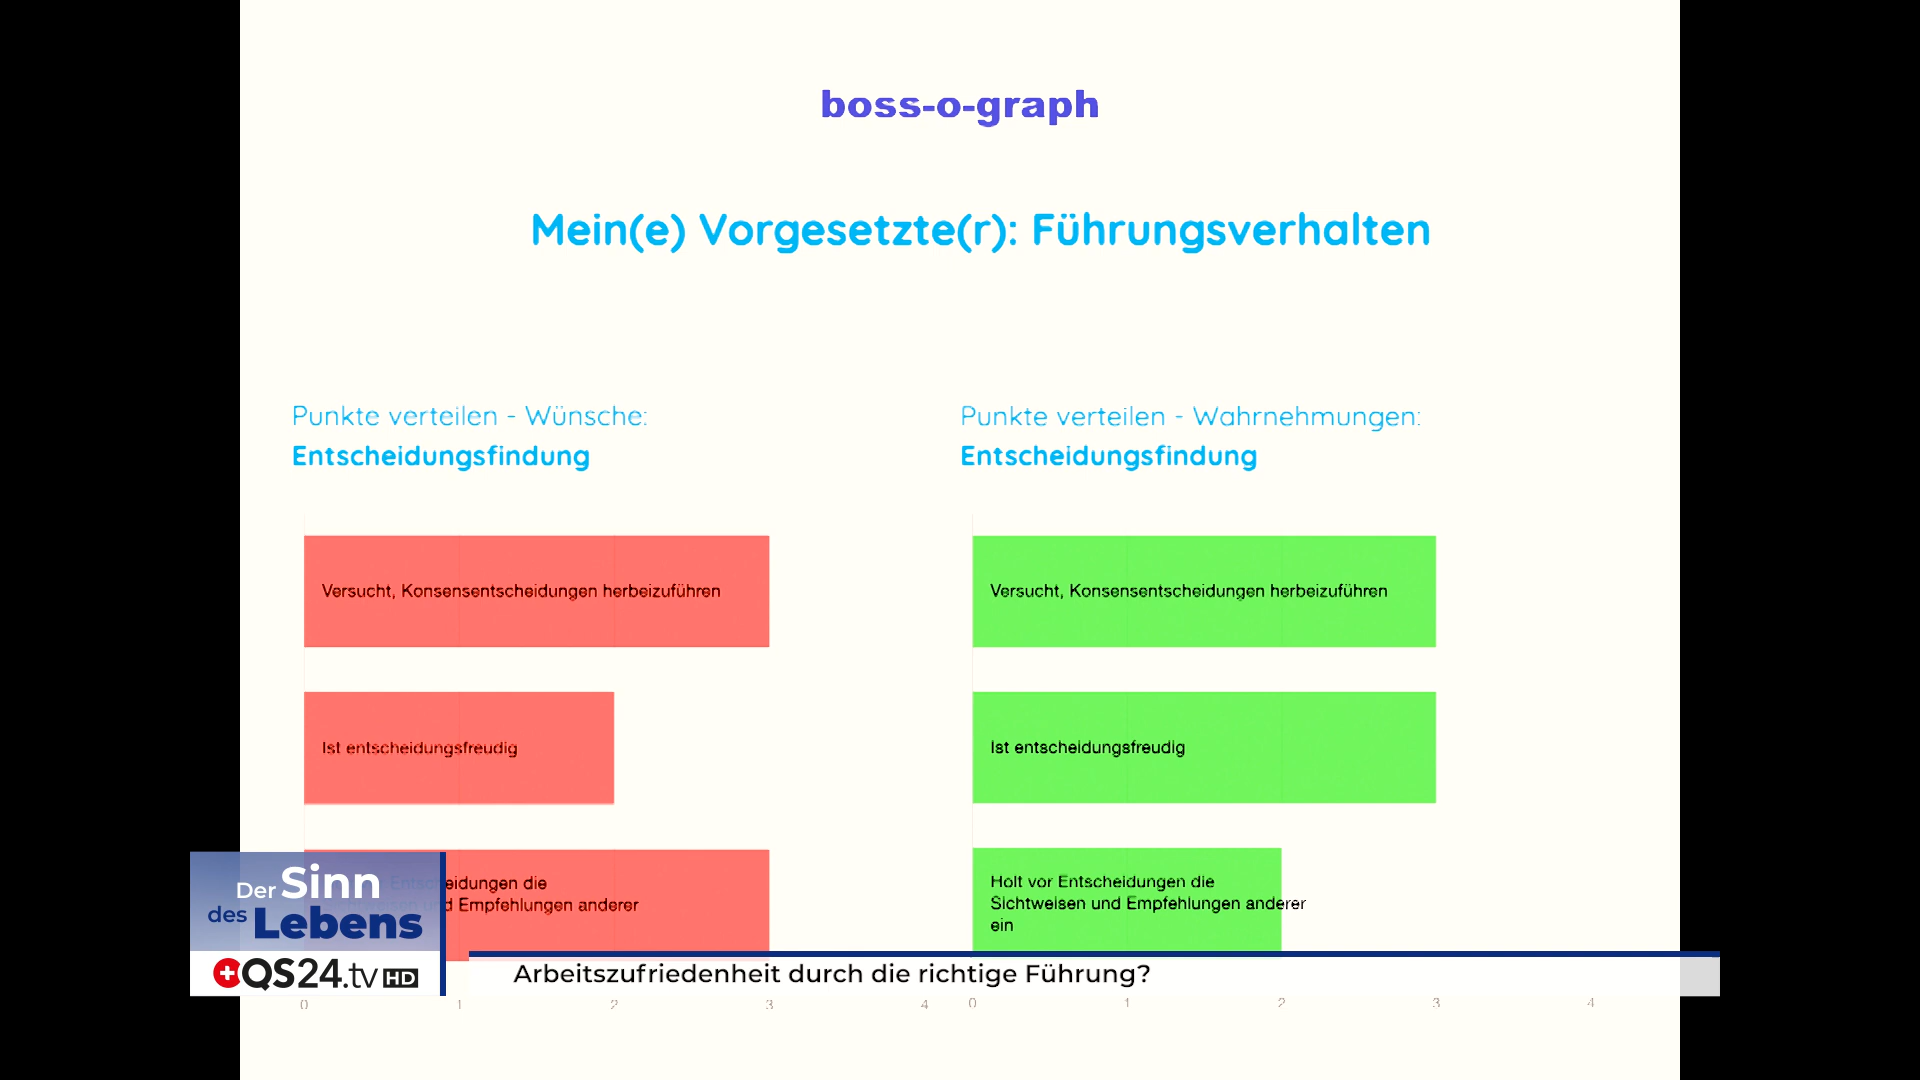 boss-o-graph
Mein(e) Vorgesetzte(r): Führungsverhalten
Punkte verteilen - Wünsche:
Entscheidungsfindung
Versucht, Konsensentscheidungen herbeizuführen
Ist entscheidungsfreudig
Entscheidungen die
und Empfehlungen anderer
0 1 2 3 4
Punkte verteilen - Wahrnehmungen:
Entscheidungsfindung
Versucht, Konsensentscheidungen herbeizuführen
Ist entscheidungsfreudig
Holt vor Entscheidungen die
Sichtweisen und Empfehlungen anderer
ein
0 1 2 3 4
Der Sinn
des Lebens
QS24.tv HD
Arbeitszufriedenheit durch die richtige Führung?